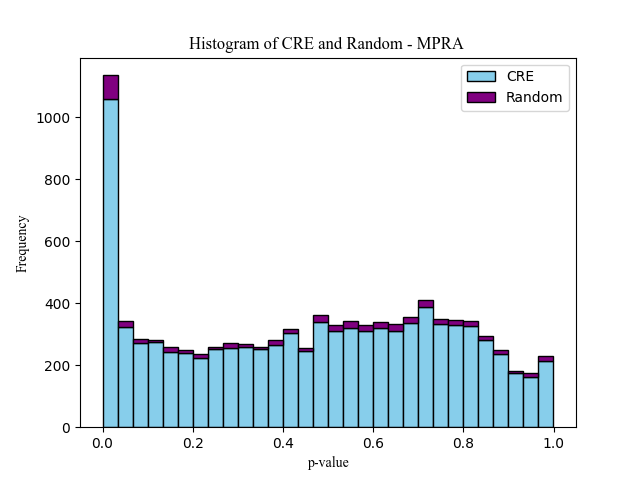 Histogram of CRE and Random - MPRA
CRE
Random
1000
800
600
400
200
0
Frequency
0.0 0.2 0.4 0.6 0.8 1.0
p-value